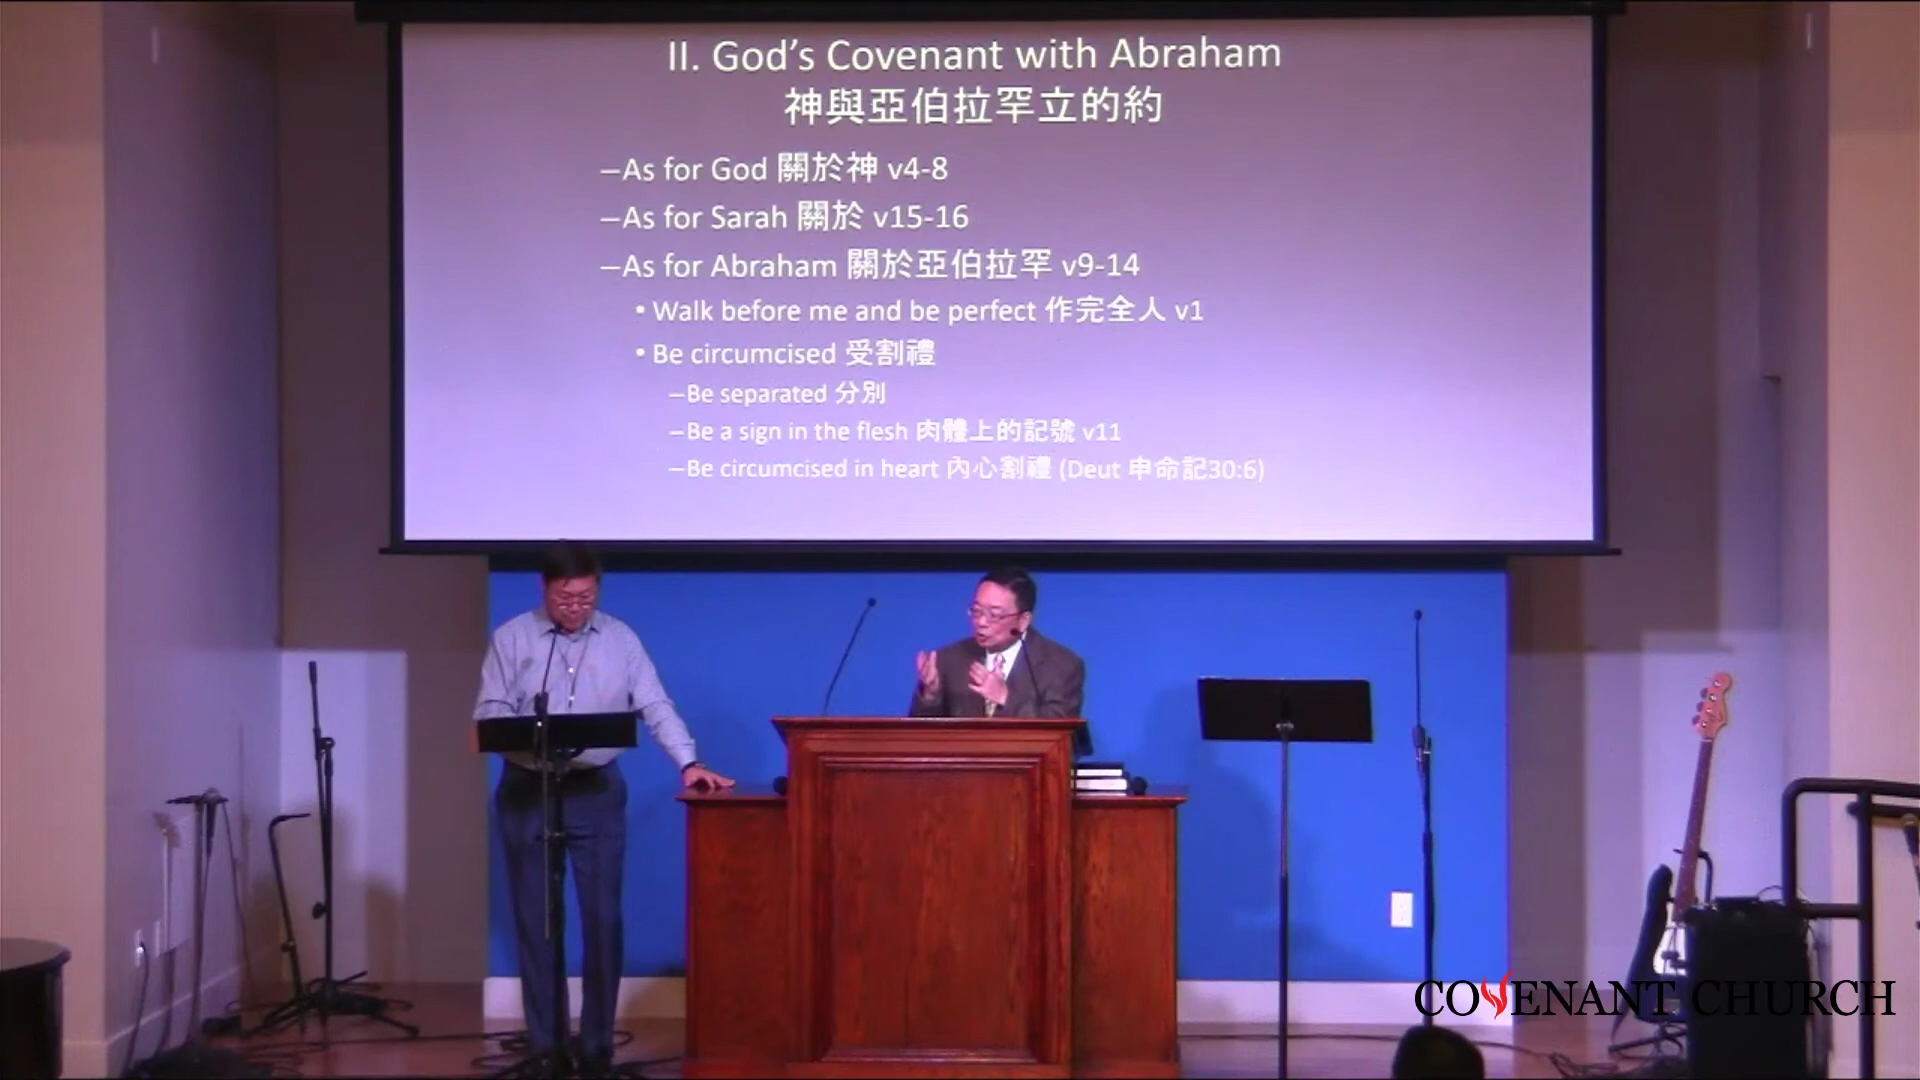 II. God's Covenant with Abraham
神與亞伯拉罕立的約
–As for God 關於神 v4-8
–As for Sarah 關於 v15-16
–As for Abraham 關於亞伯拉罕 v9-14
• Walk before me and be perfect 作完全人 v1
• Be circumcised 受割禮
–Be separated 分別
–Be a sign in the flesh 肉體上的記號 v11
–Be circumcised in heart 內心割禮 (Deut 申命記30:6)
COVENANT CHURCH